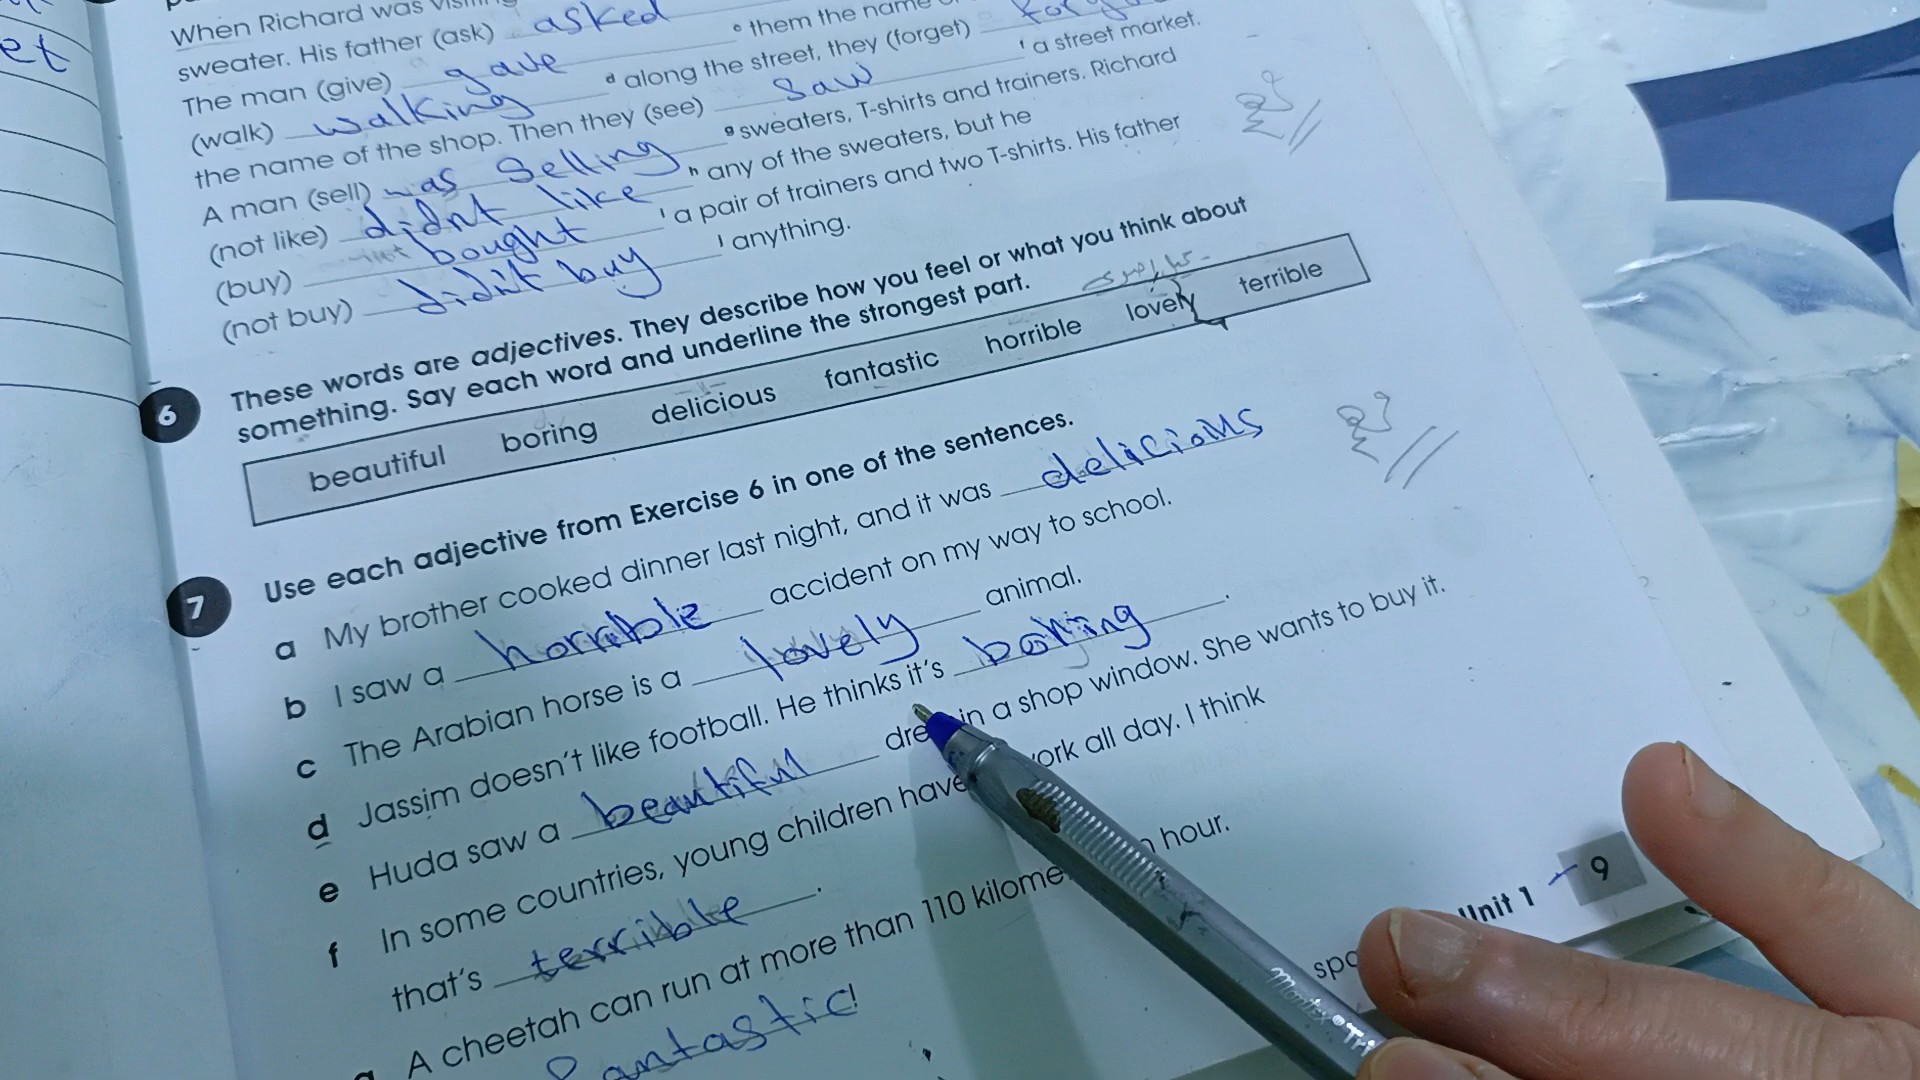 et
When Richard was
sweater. His father (ask) asked c them the name
The man (give) gave d along the street, they (forget)
(walk) walking f a street market.
the name of the shop. Then they (see) saw
A man (sell) was selling g sweaters, T-shirts and trainers. Richard
(not like) didnt like h any of the sweaters, but he
(buy) bought i a pair of trainers and two T-shirts. His father
(not buy) didn't buy j anything.
6 These words are adjectives. They describe how you feel or what you think about
something. Say each word and underline the strongest part.
beautiful boring delicious fantastic horrible lovely terrible
7 Use each adjective from Exercise 6 in one of the sentences.
a My brother cooked dinner last night, and it was delicious
b I saw a horrible accident on my way to school.
c The Arabian horse is a lovely animal.
d Jassim doesn't like football. He thinks it's boring.
e Huda saw a beautiful in a shop window. She wants to buy it.
f In some countries, young children have all day. I think
that's terrible.
g A cheetah can run at more than 110 hour.
fantastic!
Unit 1 9